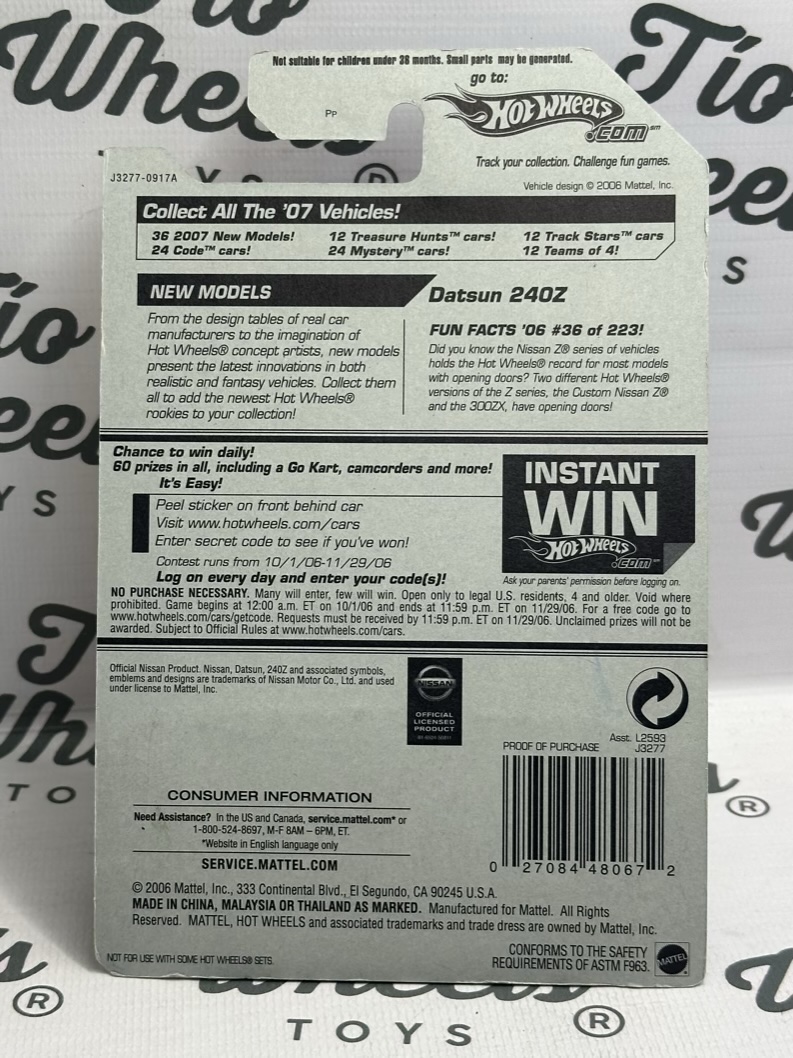 Not suitable for children under 36 months. Small parts may be generated.
go to:
Pp
HOT WHEELS
.COM℠
Track your collection. Challenge fun games.
J3277-0917A
Vehicle design © 2006 Mattel, Inc.
Collect All The '07 Vehicles!
36 2007 New Models! 12 Treasure Hunts™ cars! 12 Track Stars™ cars
24 Code™ cars! 24 Mystery™ cars! 12 Teams of 4!
NEW MODELS
From the design tables of real car
manufacturers to the imagination of
Hot Wheels® concept artists, new models
present the latest innovations in both
realistic and fantasy vehicles. Collect them
all to add the newest Hot Wheels®
rookies to your collection!
Datsun 240Z
FUN FACTS '06 #36 of 223!
Did you know the Nissan Z® series of vehicles
holds the Hot Wheels® record for most models
with opening doors? Two different Hot Wheels®
versions of the Z series, the Custom Nissan Z®
and the 300ZX, have opening doors!
Chance to win daily!
60 prizes in all, including a Go Kart, camcorders and more!
It's Easy!
Peel sticker on front behind car
Visit www.hotwheels.com/cars
Enter secret code to see if you've won!
Contest runs from 10/1/06-11/29/06
Log on every day and enter your code(s)!
INSTANT
WIN
HOT WHEELS
.COM
Ask your parents' permission before logging on.
NO PURCHASE NECESSARY. Many will enter, few will win. Open only to legal U.S. residents, 4 and older. Void where
prohibited. Game begins at 12:00 a.m. ET on 10/1/06 and ends at 11:59 p.m. ET on 11/29/06. For a free code go to
www.hotwheels.com/cars/getcode. Requests must be received by 11:59 p.m. ET on 11/29/06. Unclaimed prizes will not be
awarded. Subject to Official Rules at www.hotwheels.com/cars.
Official Nissan Product. Nissan, Datsun, 240Z and associated symbols,
emblems and designs are trademarks of Nissan Motor Co., Ltd. and used
under license to Mattel, Inc.
NISSAN
OFFICIAL
LICENSED
PRODUCT
Asst. L2593
PROOF OF PURCHASE J3277
0 27084 48067 2
CONSUMER INFORMATION
Need Assistance? In the US and Canada, service.mattel.com* or
1-800-524-8697, M-F 8AM – 6PM, ET.
*Website in English language only
SERVICE.MATTEL.COM
© 2006 Mattel, Inc., 333 Continental Blvd., El Segundo, CA 90245 U.S.A.
MADE IN CHINA, MALAYSIA OR THAILAND AS MARKED. Manufactured for Mattel. All Rights
Reserved. MATTEL, HOT WHEELS and associated trademarks and trade dress are owned by Mattel, Inc.
NOT FOR USE WITH SOME HOT WHEELS® SETS.
CONFORMS TO THE SAFETY
REQUIREMENTS OF ASTM F963.
MATTEL
Tío
Wheels
TOYS ®